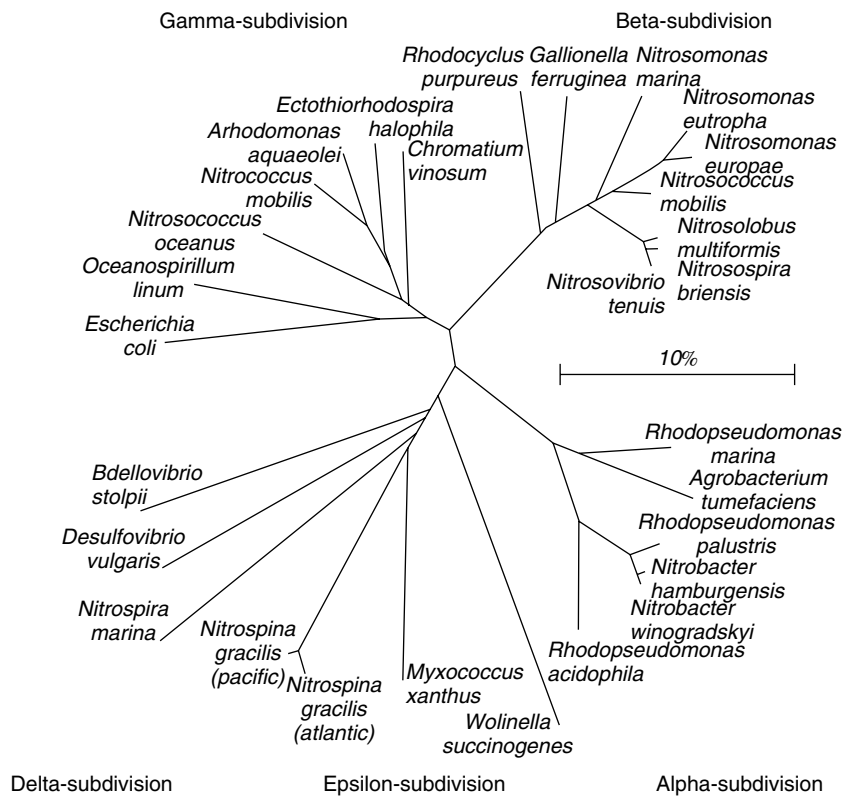 Gamma-subdivision
Beta-subdivision
Rhodocyclus
purpureus
Gallionella
ferruginea
Nitrosomonas
marina
Nitrosomonas
eutropha
Nitrosomonas
europae
Nitrosococcus
mobilis
Nitrosolobus
multiformis
Nitrosospira
briensis
Nitrosovibrio
tenuis
Ectothiorhodospira
halophila
Chromatium
vinosum
Arhodomonas
aquaeolei
Nitrococcus
mobilis
Nitrosococcus
oceanus
Oceanospirillum
linum
Escherichia
coli
10%
Bdellovibrio
stolpii
Desulfovibrio
vulgaris
Nitrospira
marina
Nitrospina
gracilis
(pacific)
Nitrospina
gracilis
(atlantic)
Myxococcus
xanthus
Wolinella
succinogenes
Rhodopseudomonas
marina
Agrobacterium
tumefaciens
Rhodopseudomonas
palustris
Nitrobacter
hamburgensis
Nitrobacter
winogradskyi
Rhodopseudomonas
acidophila
Delta-subdivision
Epsilon-subdivision
Alpha-subdivision